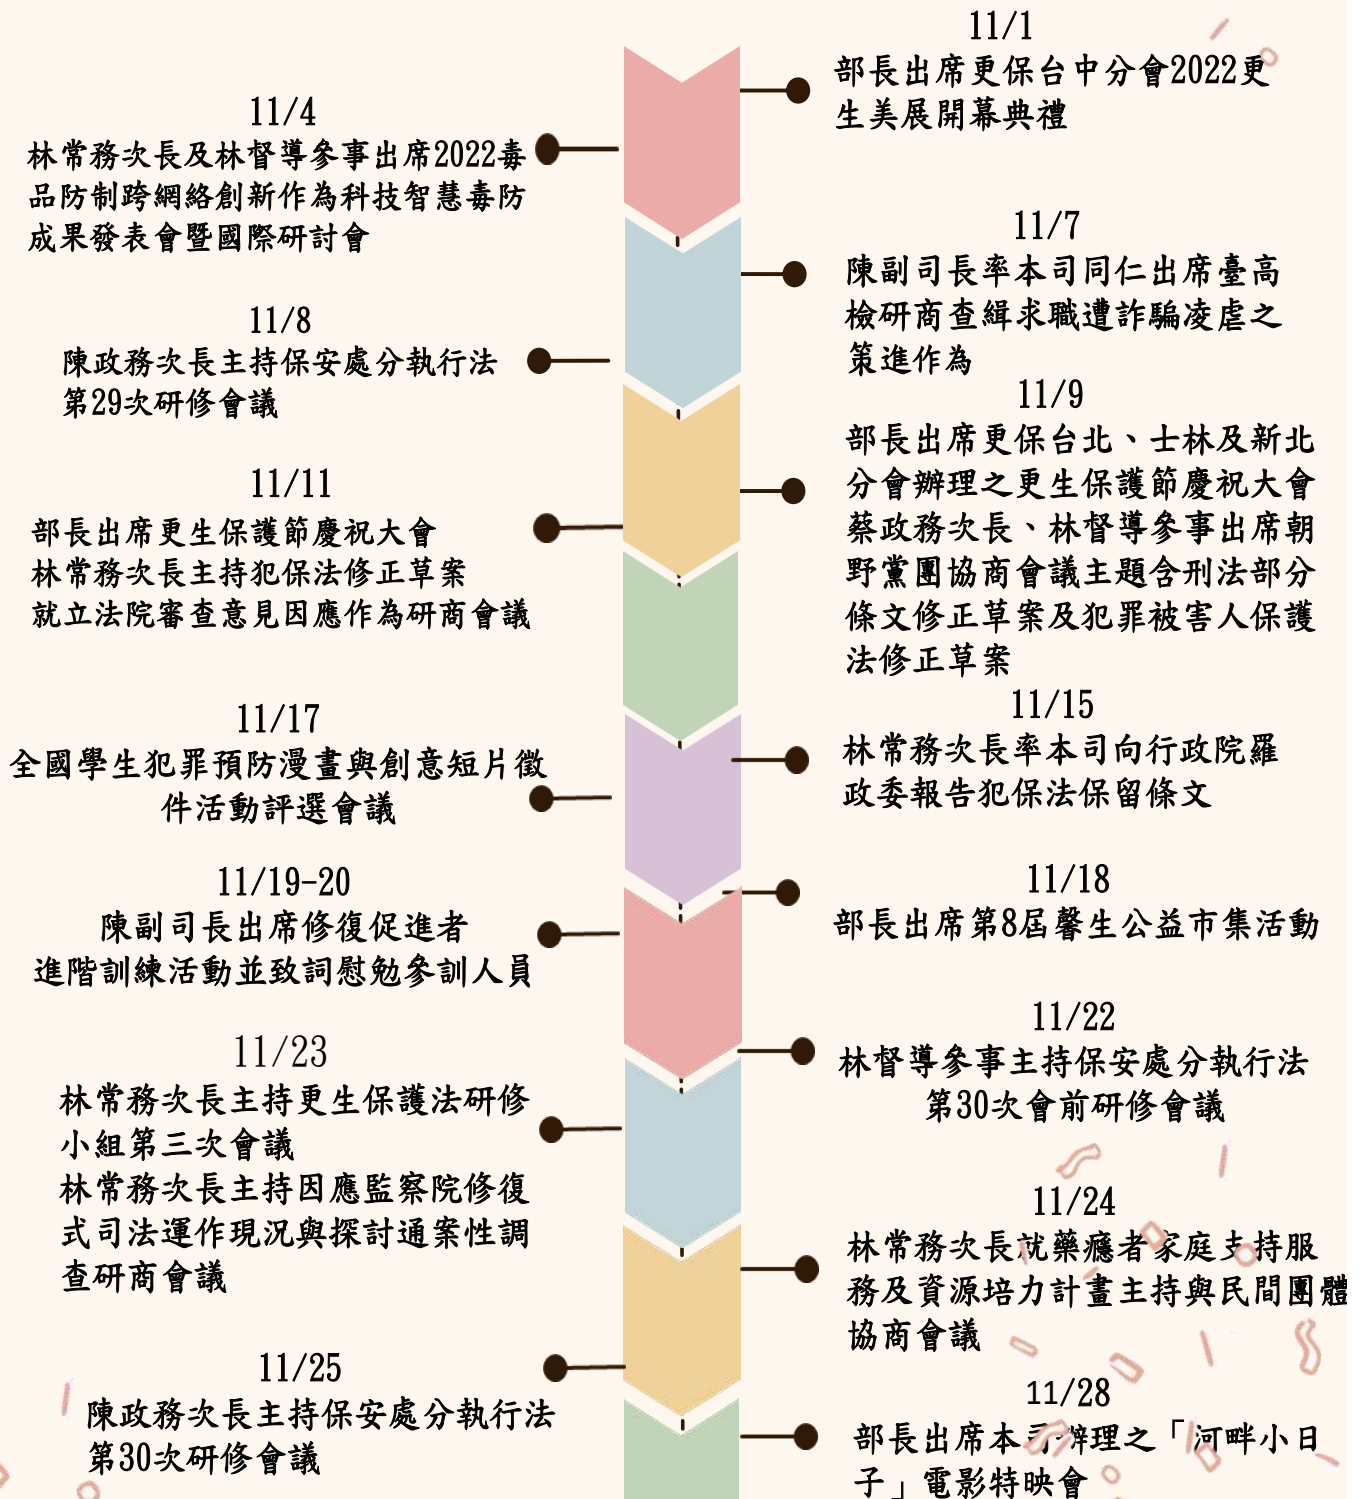 11/1
部長出席更保台中分會2022更
生美展開幕典禮
11/4
林常務次長及林督導參事出席2022毒
品防制跨網絡創新作為科技智慧毒防
成果發表會暨國際研討會
11/7
陳副司長率本司同仁出席臺高
檢研商查緝求職遭詐騙凌虐之
策進作為
11/8
陳政務次長主持保安處分執行法
第29次研修會議
11/9
部長出席更保台北、士林及新北
分會辦理之更生保護節慶祝大會
蔡政務次長、林督導參事出席朝
野黨團協商會議主題含刑法部分
條文修正草案及犯罪被害人保護
法修正草案
11/11
部長出席更生保護節慶祝大會
林常務次長主持犯保法修正草案
就立法院審查意見因應作為研商會議
11/15
林常務次長率本司向行政院羅
政委報告犯保法保留條文
11/17
全國學生犯罪預防漫畫與創意短片徵
件活動評選會議
11/18
部長出席第8屆馨生公益市集活動
11/19-20
陳副司長出席修復促進者
進階訓練活動並致詞慰勉參訓人員
11/22
林督導參事主持保安處分執行法
第30次會前研修會議
11/23
林常務次長主持更生保護法研修
小組第三次會議
林常務次長主持因應監察院修復
式司法運作現況與探討通案性調
查研商會議
11/24
林常務次長就藥癮者家庭支持服
務及資源培力計畫主持與民間團體
協商會議
11/25
陳政務次長主持保安處分執行法
第30次研修會議
11/28
部長出席本司辦理之「河畔小日
子」電影特映會